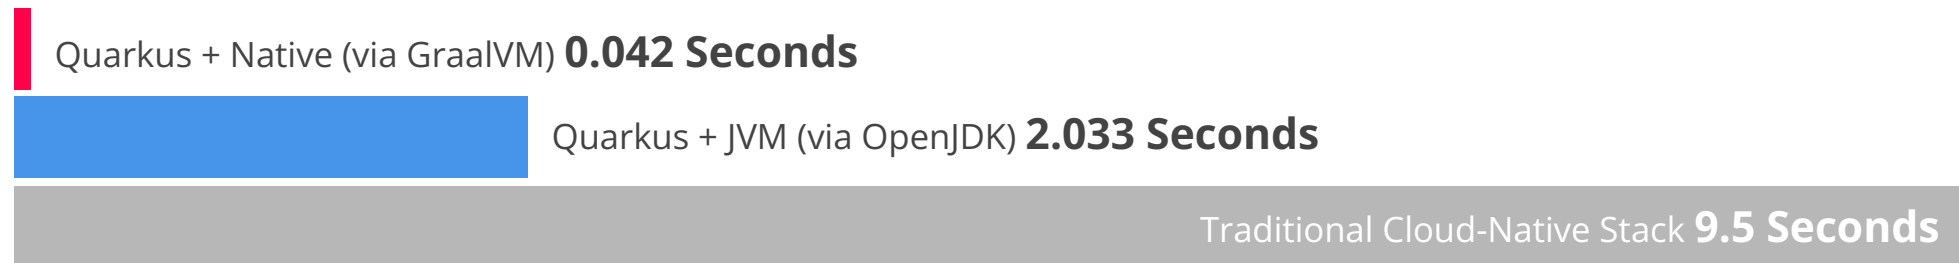 Quarkus + Native (via GraalVM) 0.042 Seconds
Quarkus + JVM (via OpenJDK) 2.033 Seconds
Traditional Cloud-Native Stack 9.5 Seconds